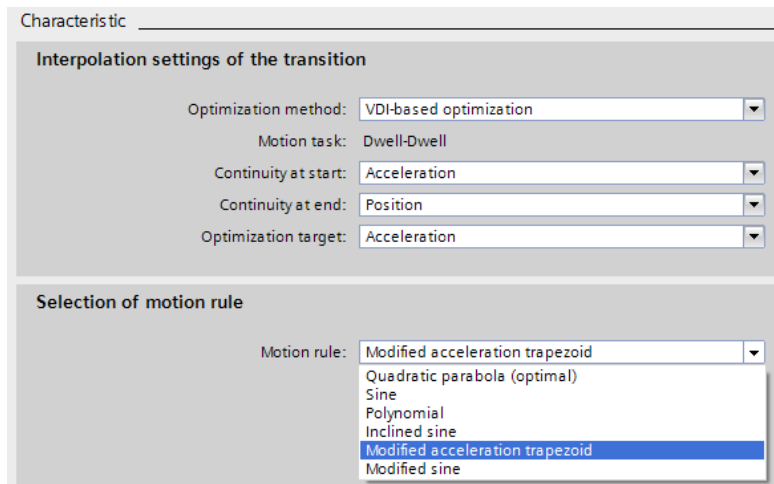 Characteristic
Interpolation settings of the transition
Optimization method: VDI-based optimization
Motion task: Dwell-Dwell
Continuity at start: Acceleration
Continuity at end: Position
Optimization target: Acceleration
Selection of motion rule
Motion rule: Modified acceleration trapezoid
Quadratic parabola (optimal)
Sine
Polynomial
Inclined sine
Modified acceleration trapezoid
Modified sine